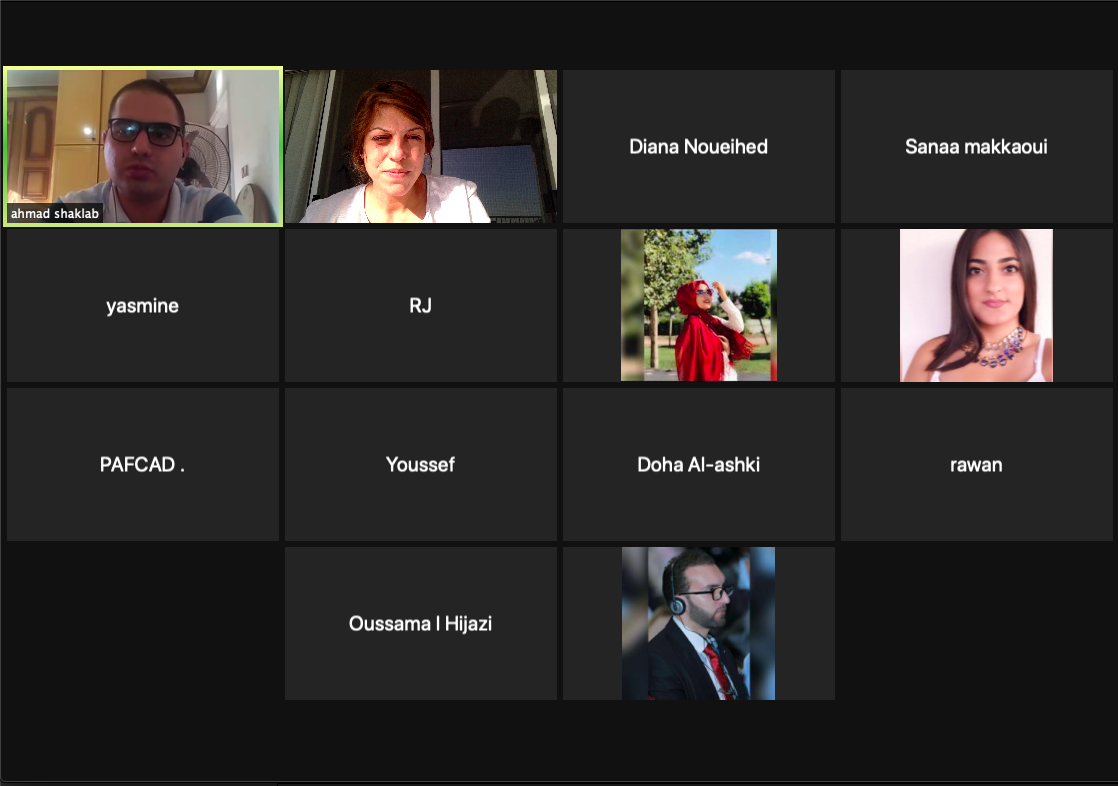 ahmad shaklab
Diana Noueihed
Sanaa makkaoui
yasmine
RJ
PAFCAD .
Youssef
Doha Al-ashki
rawan
Oussama I Hijazi